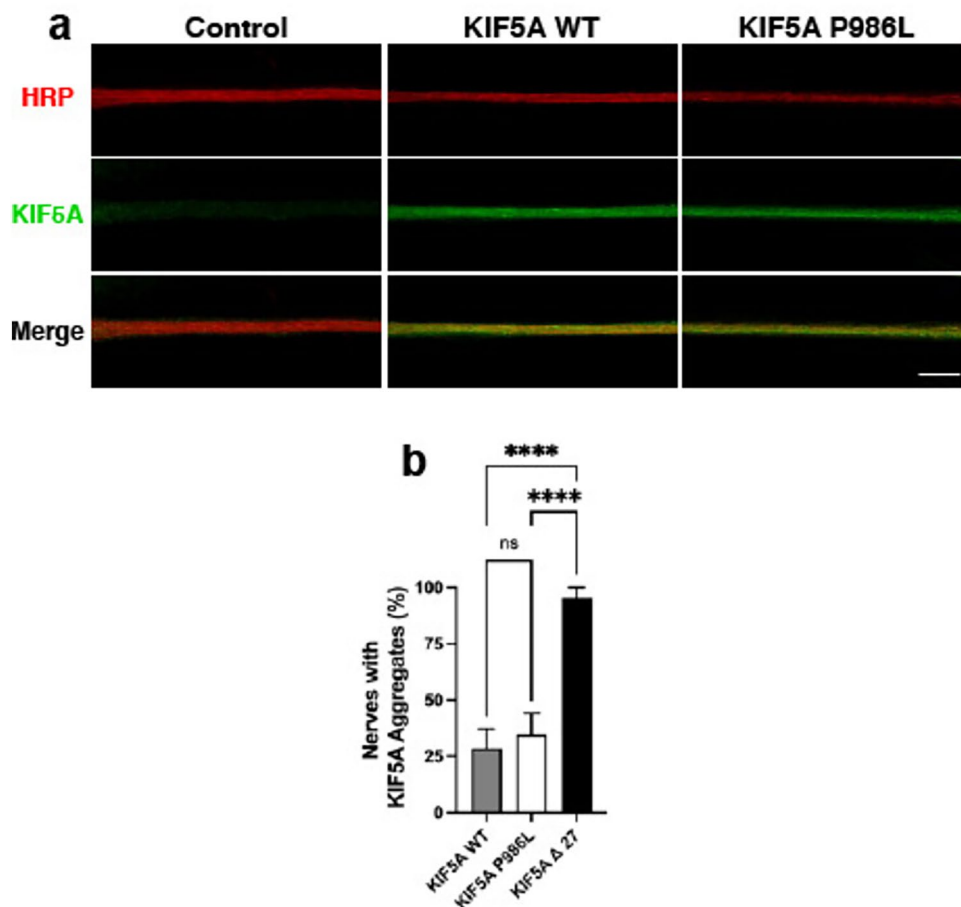 a
Control KIF5A WT KIF5A P986L
HRP
KIF5A
Merge
b
****
****
ns
Nerves with
KIF5A Aggregates (%)
100
75
50
25
0
KIF5A WT
KIF5A P986L
KIF5A Δ 27